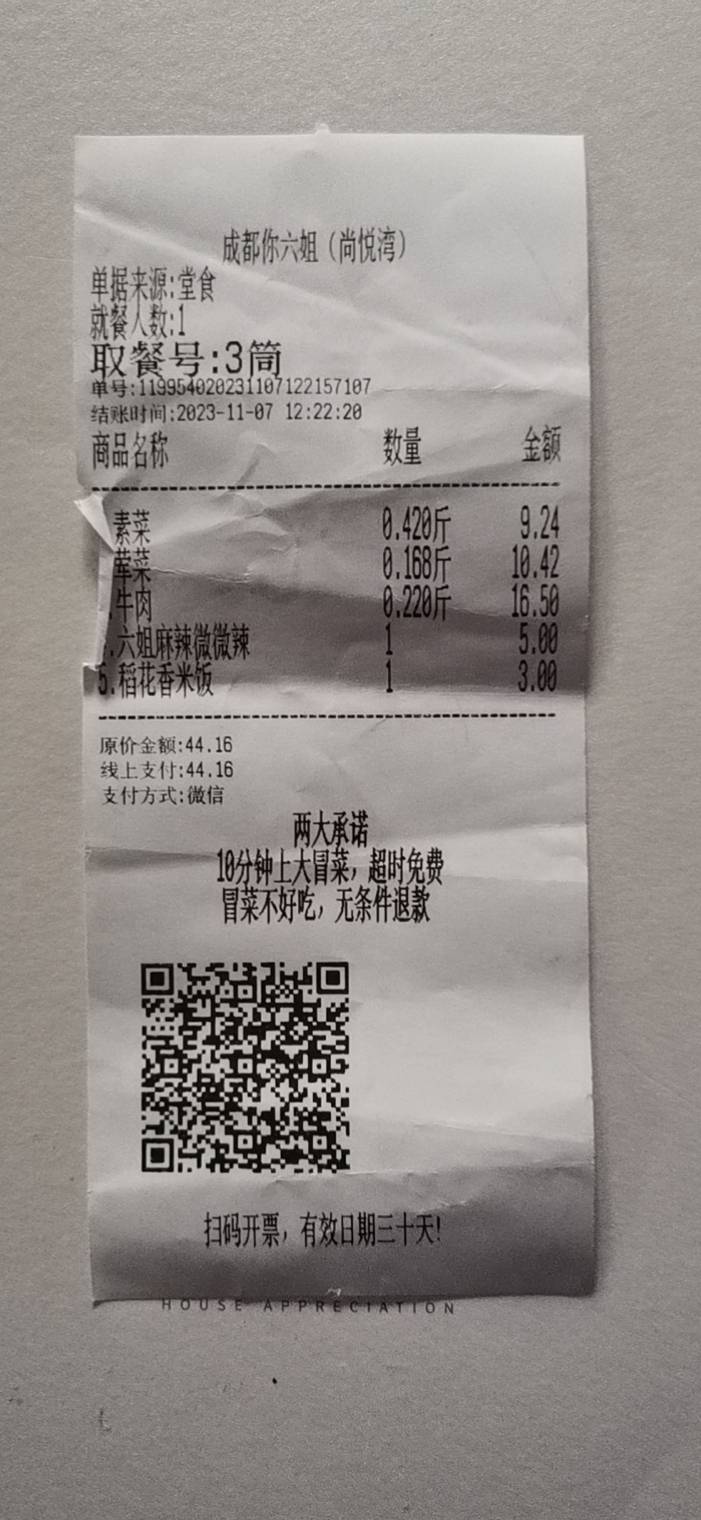 成都你六姐（尚悦湾）
单据来源:堂食
就餐人数:1
取餐号:3筒
单号:119954020231107122157107
结账时间:2023-11-07 12:22:20
商品名称 数量 金额
素菜 0.420斤 9.24
荤菜 0.168斤 10.42
.牛肉 0.220斤 16.50
.六姐麻辣微微辣 1 5.00
5.稻花香米饭 1 3.00
原价金额:44.16
线上支付:44.16
支付方式:微信
两大承诺
10分钟上大冒菜，超时免费
冒菜不好吃，无条件退款
扫码开票，有效日期三十天!
HOUSE APPRECIATION